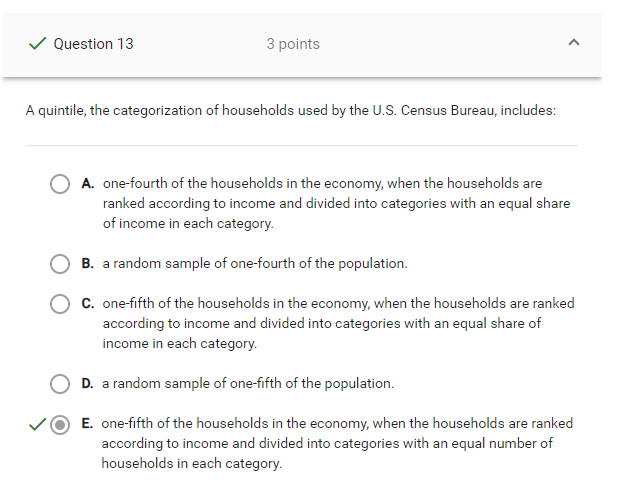 Question 13 3 points
A quintile, the categorization of households used by the U.S. Census Bureau, includes:
A. one-fourth of the households in the economy, when the households are
ranked according to income and divided into categories with an equal share
of income in each category.
B. a random sample of one-fourth of the population.
C. one-fifth of the households in the economy, when the households are ranked
according to income and divided into categories with an equal share of
income in each category.
D. a random sample of one-fifth of the population.
E. one-fifth of the households in the economy, when the households are ranked
according to income and divided into categories with an equal number of
households in each category.